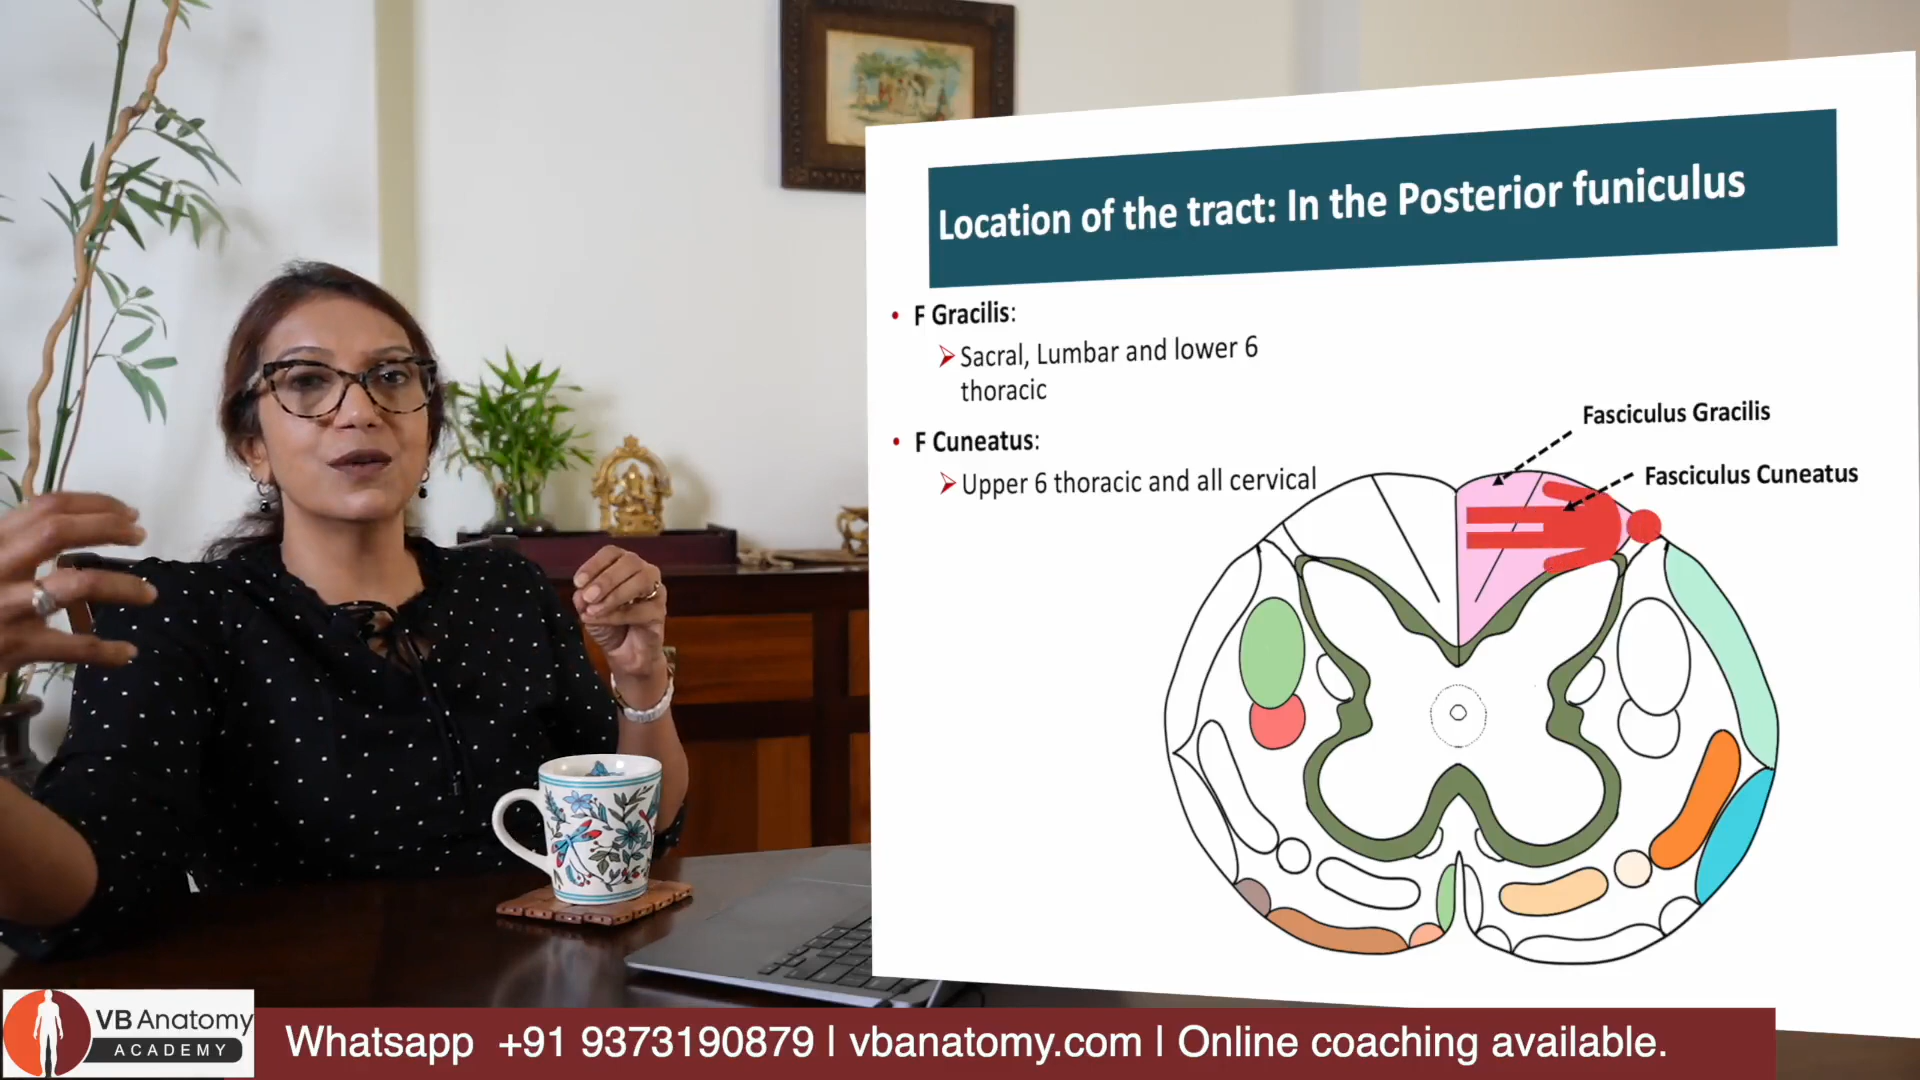 Location of the tract: In the Posterior funiculus
• F Gracilis:
Sacral, Lumbar and lower 6
thoracic
• F Cuneatus:
Upper 6 thoracic and all cervical
Fasciculus Gracilis
Fasciculus Cuneatus
VB Anatomy
ACADEMY
Whatsapp +91 9373190879 | vbanatomy.com | Online coaching available.